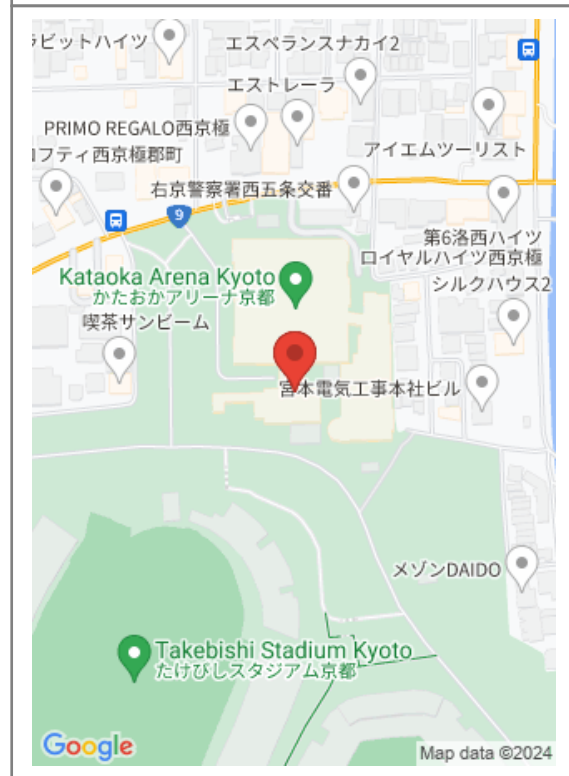 ラビットハイツ
エスペランスナカイ2
エストレーラ
PRIMO REGALO西京極
ロフティ西京極郡町
アイエムツーリスト
右京警察署西五条交番
9
第6洛西ハイツ
ロイヤルハイツ西京極
Kataoka Arena Kyoto
かたおかアリーナ京都
シルクハウス2
喫茶サンビーム
宮本電気工事本社ビル
メゾンDAIDO
Takebishi Stadium Kyoto
たけびしスタジアム京都
Google
Map data ©2024